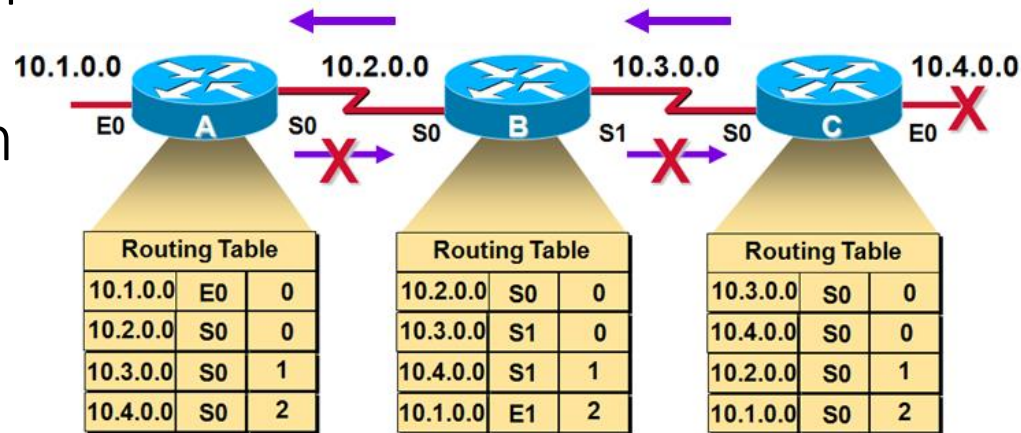 10.1.0.0 10.2.0.0 10.3.0.0 10.4.0.0
n
E0 A S0 S0 B S1 S0 C E0
X X X
Routing Table
10.1.0.0 E0 0
10.2.0.0 S0 0
10.3.0.0 S0 1
10.4.0.0 S0 2
Routing Table
10.2.0.0 S0 0
10.3.0.0 S1 0
10.4.0.0 S1 1
10.1.0.0 E1 2
Routing Table
10.3.0.0 S0 0
10.4.0.0 S0 0
10.2.0.0 S0 1
10.1.0.0 S0 2